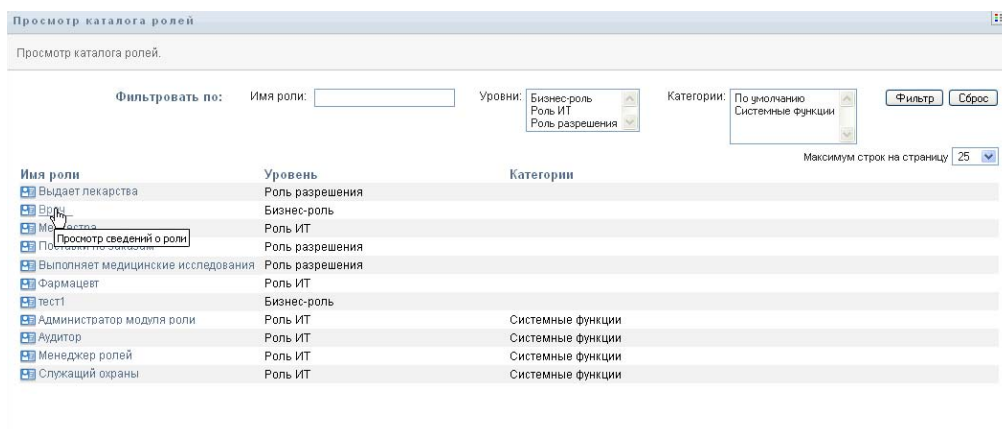 Просмотр каталога ролей
Просмотр каталога ролей.
Фильтровать по: Имя роли: Уровни: Категории:
Бизнес-роль
Роль ИТ
Роль разрешения
По умолчанию
Системные функции
Фильтр Сброс
Максимум строк на страницу 25
Имя роли Уровень Категории
Выдает лекарства Роль разрешения
Врач Бизнес-роль
Роль ИТ
Просмотр сведений о роли
Роль разрешения
Выполняет медицинские исследования Роль разрешения
Фармацевт Роль ИТ
тест1 Бизнес-роль
Администратор модуля роли Роль ИТ Системные функции
Аудитор Роль ИТ Системные функции
Менеджер ролей Роль ИТ Системные функции
Служащий охраны Роль ИТ Системные функции